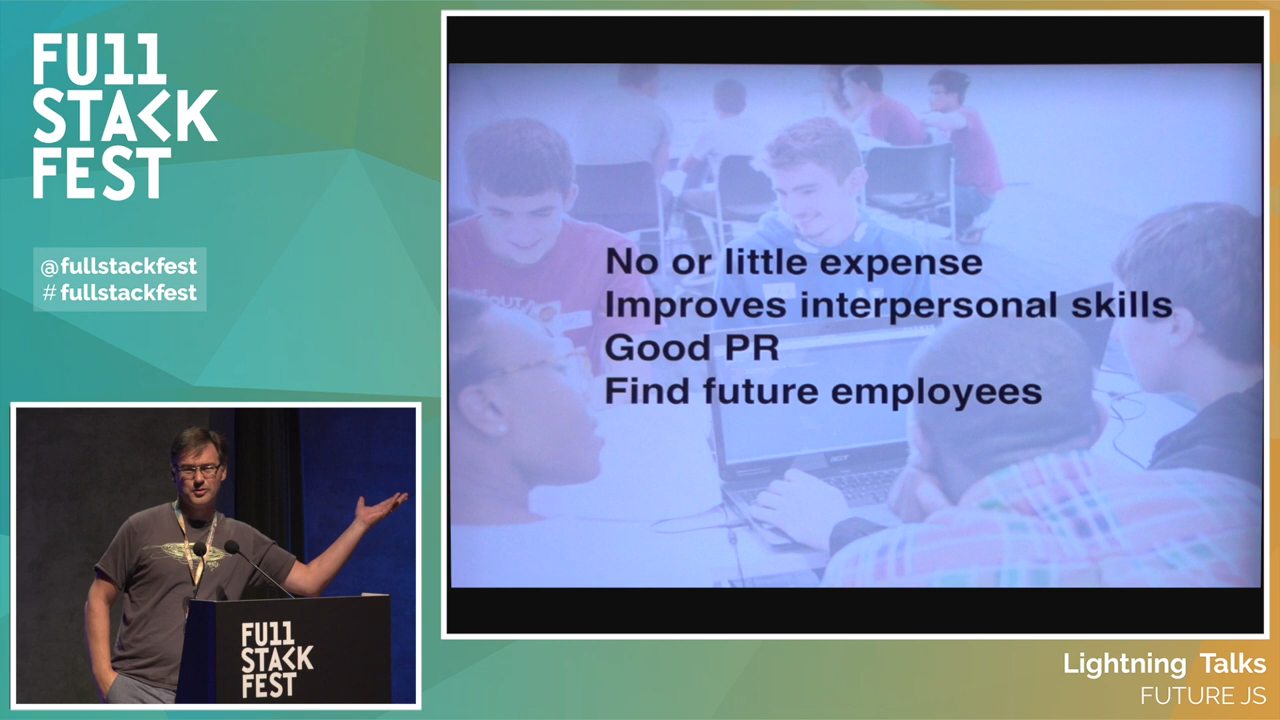 FU11
STACK
FEST
@fullstackfest
# fullstackfest
No or little expense
Improves interpersonal skills
Good PR
Find future employees
acer
FU11
STACK
FEST
Lightning Talks
FUTURE JS